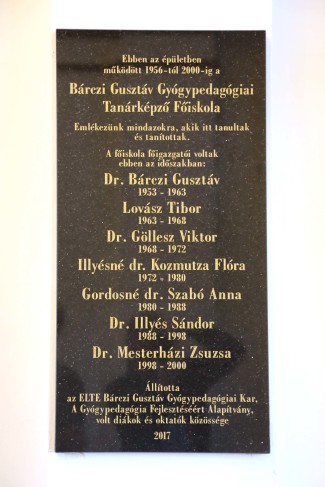 Ebben az épületben
működött 1956-tól 2000-ig a
Bárczi Gusztáv Gyógypedagógiai
Tanárképző Főiskola
Emlékezünk mindazokra, akik itt tanultak
és tanítottak.
A főiskola főigazgatói voltak
ebben az időszakban:
Dr. Bárczi Gusztáv
1953 - 1963
Lovász Tibor
1963 - 1968
Dr. Göllesz Viktor
1968 - 1972
Illyésné dr. Kozmutza Flóra
1972 - 1980
Gordosné dr. Szabó Anna
1980 - 1988
Dr. Illyés Sándor
1988 - 1998
Dr. Mesterházi Zsuzsa
1998 - 2000
Állította
az ELTE Bárczi Gusztáv Gyógypedagógiai Kar,
A Gyógypedagógia Fejlesztéséért Alapítvány,
volt diákok és oktatók közössége
2017